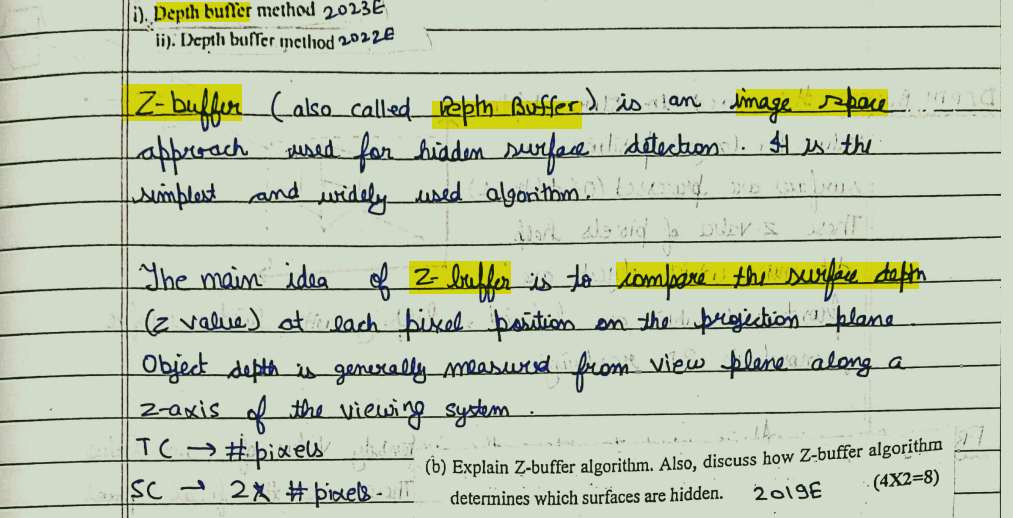 i). Depth buffer method 2023E
ii). Depth buffer method 2022E
Z-buffer (also called Depth Buffer) is an image space
approach used for hidden surface detection. It is the
simplest and widely used algorithm.
The main idea of Z-buffer is to compare the surface depth
(z value) at each pixel position on the projection plane.
Object depth is generally measured from view plane along a
z-axis of the viewing system.
TC → # pixels
SC → 2 * # pixels
(b) Explain Z-buffer algorithm. Also, discuss how Z-buffer algorithm
determines which surfaces are hidden. 2019E (4X2=8)